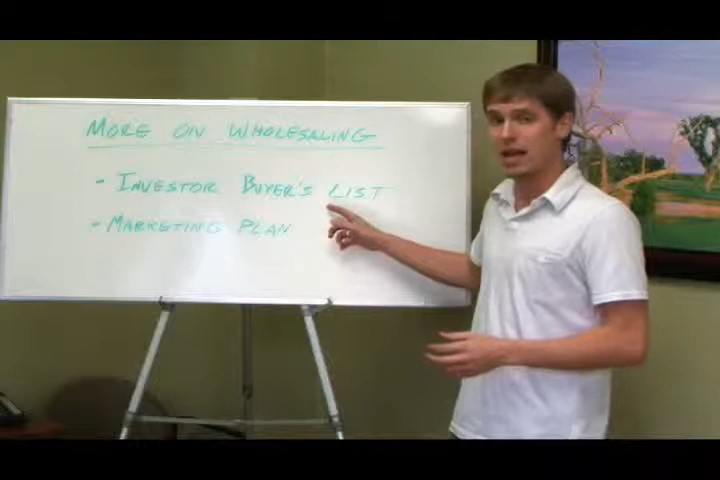 MORE ON WHOLESALING
- INVESTOR BUYER'S LIST
- MARKETING PLAN